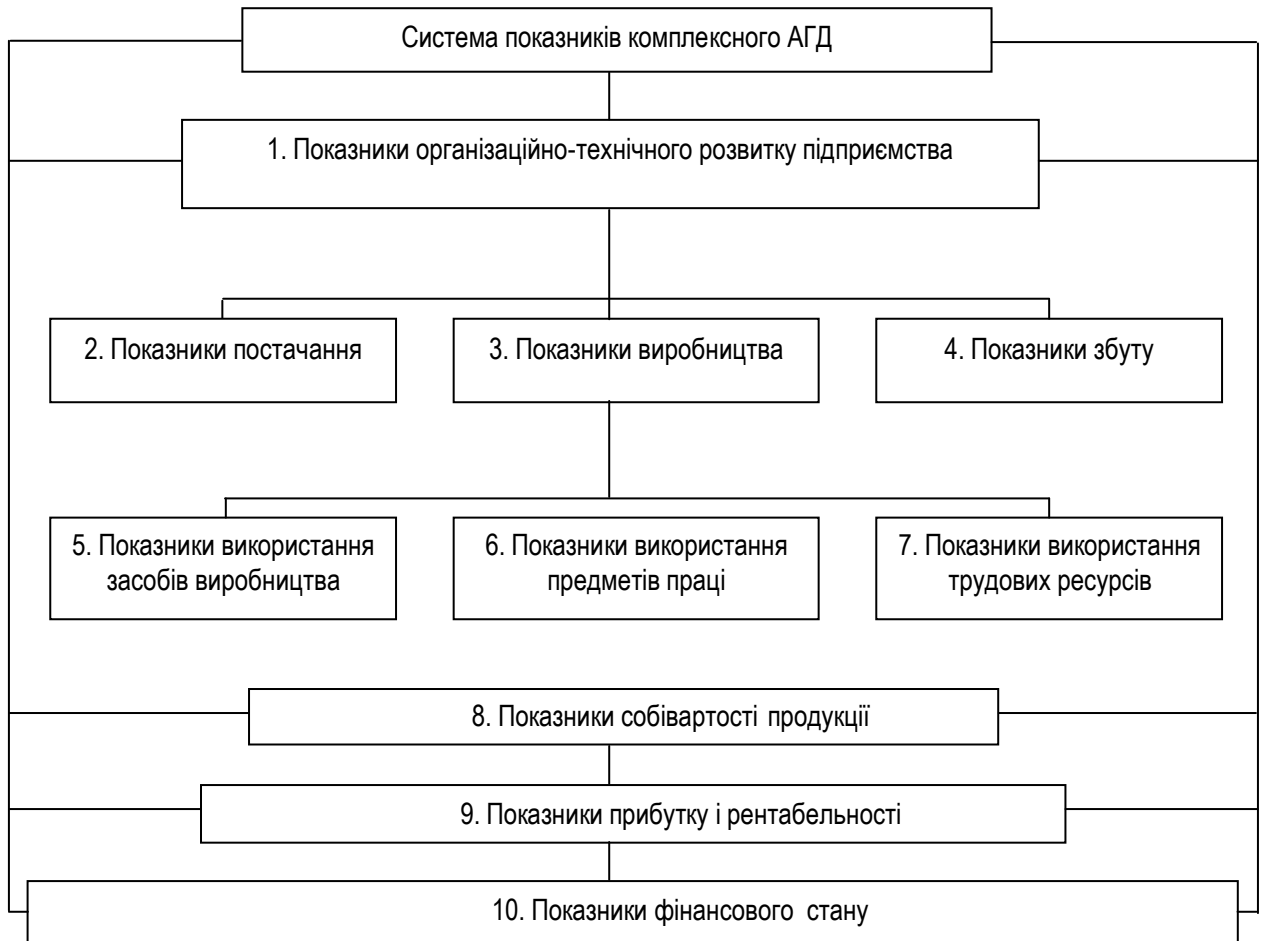 Система показників комплексного АГД
1. Показники організаційно-технічного розвитку підприємства
2. Показники постачання
3. Показники виробництва
4. Показники збуту
5. Показники використання
засобів виробництва
6. Показники використання
предметів праці
7. Показники використання
трудових ресурсів
8. Показники собівартості продукції
9. Показники прибутку і рентабельності
10. Показники фінансового стану